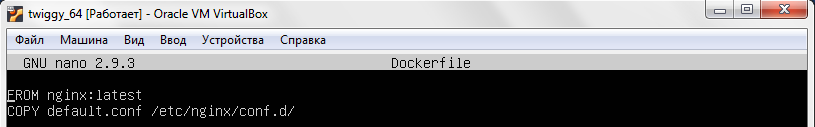 twiggy_64 [Работает] - Oracle VM VirtualBox
Файл Машина Вид Ввод Устройства Справка
GNU nano 2.9.3 Dockerfile
FROM nginx:latest
COPY default.conf /etc/nginx/conf.d/